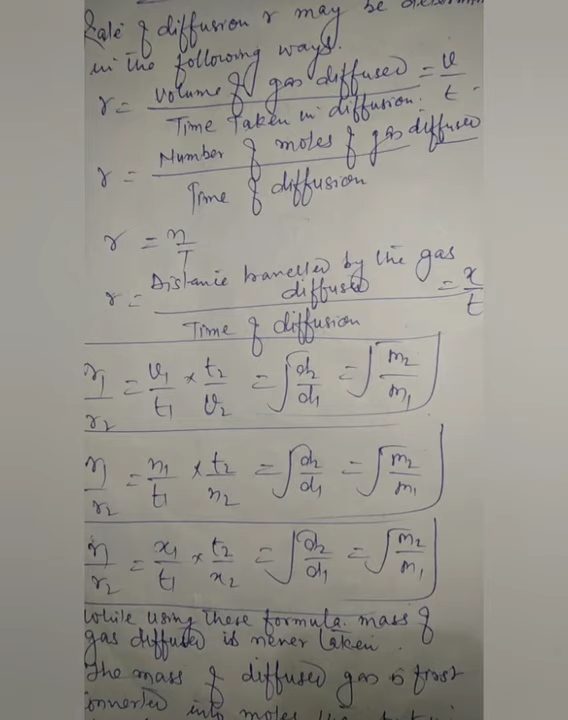 Rate of diffusion r may be determin
in the following ways.
r = Volume of gas diffused / Time Taken in diffusion. = v/t.
r = Number of moles of gas diffused / Time of diffusion
r = n/T
r = Distance travelled by the gas diffused / Time of diffusion = x/t
r1/r2 = v1/t1 × t2/v2 = √(d2/d1) = √(m2/m1)
r1/r2 = n1/t1 × t2/n2 = √(d2/d1) = √(m2/m1)
r1/r2 = x1/t1 × t2/x2 = √(d2/d1) = √(m2/m1)
While using these formula. mass of
gas diffused is never taken.
The mass of diffused gas is first
onverted into moles